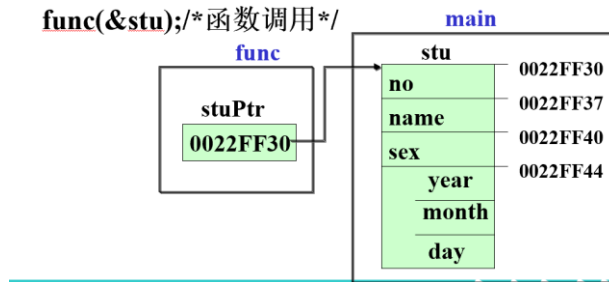 func(&stu);/*函数调用*/
main
func
stu
0022FF30
no
0022FF37
stuPtr
name
0022FF40
0022FF30
sex
0022FF44
year
month
day